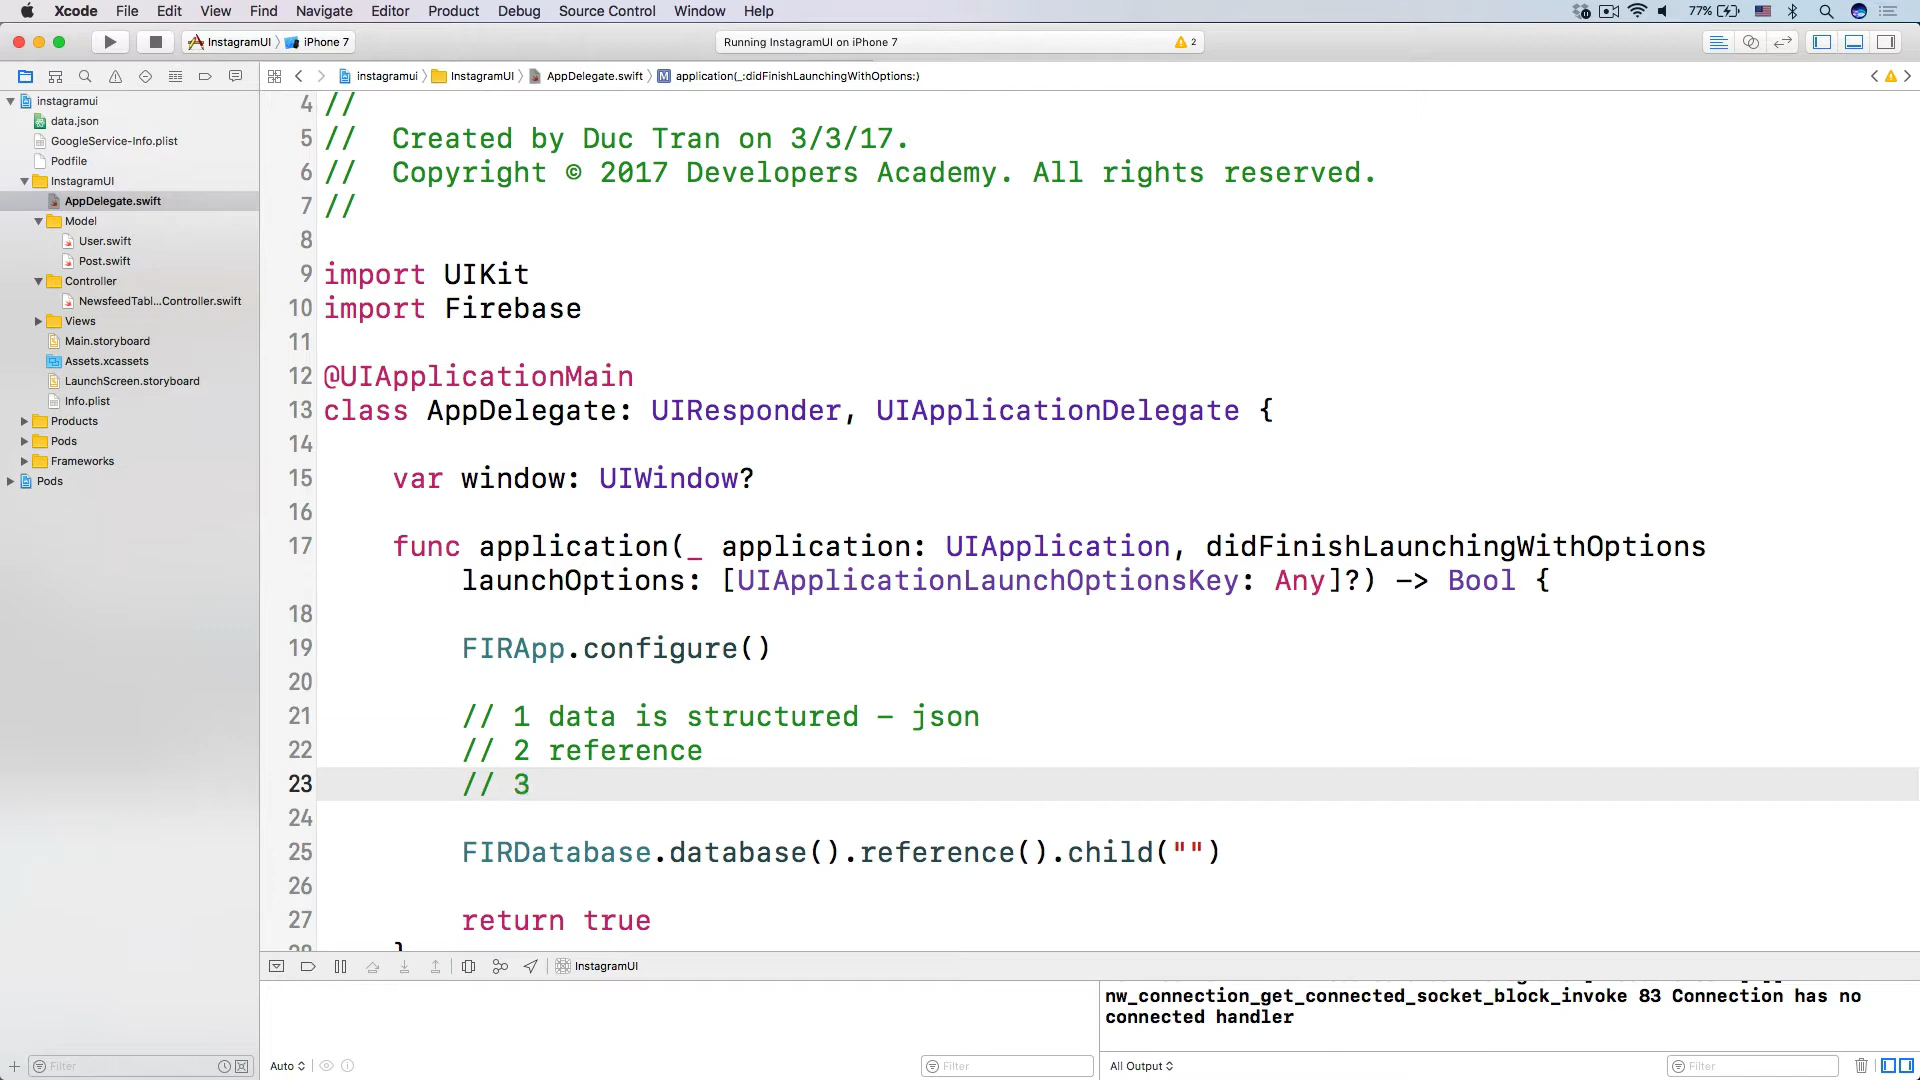 Xcode File Edit View Find Navigate Editor Product Debug Source Control Window Help 77%
InstagramUI iPhone 7 Running InstagramUI on iPhone 7 2
instagramui InstagramUI AppDelegate.swift M application(_:didFinishLaunchingWithOptions:)
instagramui
data.json
GoogleService-Info.plist
Podfile
InstagramUI
AppDelegate.swift
Model
User.swift
Post.swift
Controller
NewsfeedTabl...Controller.swift
Views
Main.storyboard
Assets.xcassets
LaunchScreen.storyboard
Info.plist
Products
Pods
Frameworks
Pods
4 //
5 // Created by Duc Tran on 3/3/17.
6 // Copyright © 2017 Developers Academy. All rights reserved.
7 //
8
9 import UIKit
10 import Firebase
11
12 @UIApplicationMain
13 class AppDelegate: UIResponder, UIApplicationDelegate {
14
15 var window: UIWindow?
16
17 func application(_ application: UIApplication, didFinishLaunchingWithOptions
launchOptions: [UIApplicationLaunchOptionsKey: Any]?) -> Bool {
18
19 FIRApp.configure()
20
21 // 1 data is structured – json
22 // 2 reference
23 // 3
24
25 FIRDatabase.database().reference().child("")
26
27 return true
28 }
InstagramUI
nw_connection_get_connected_socket_block_invoke 83 Connection has no
connected handler
Filter Auto Filter All Output Filter